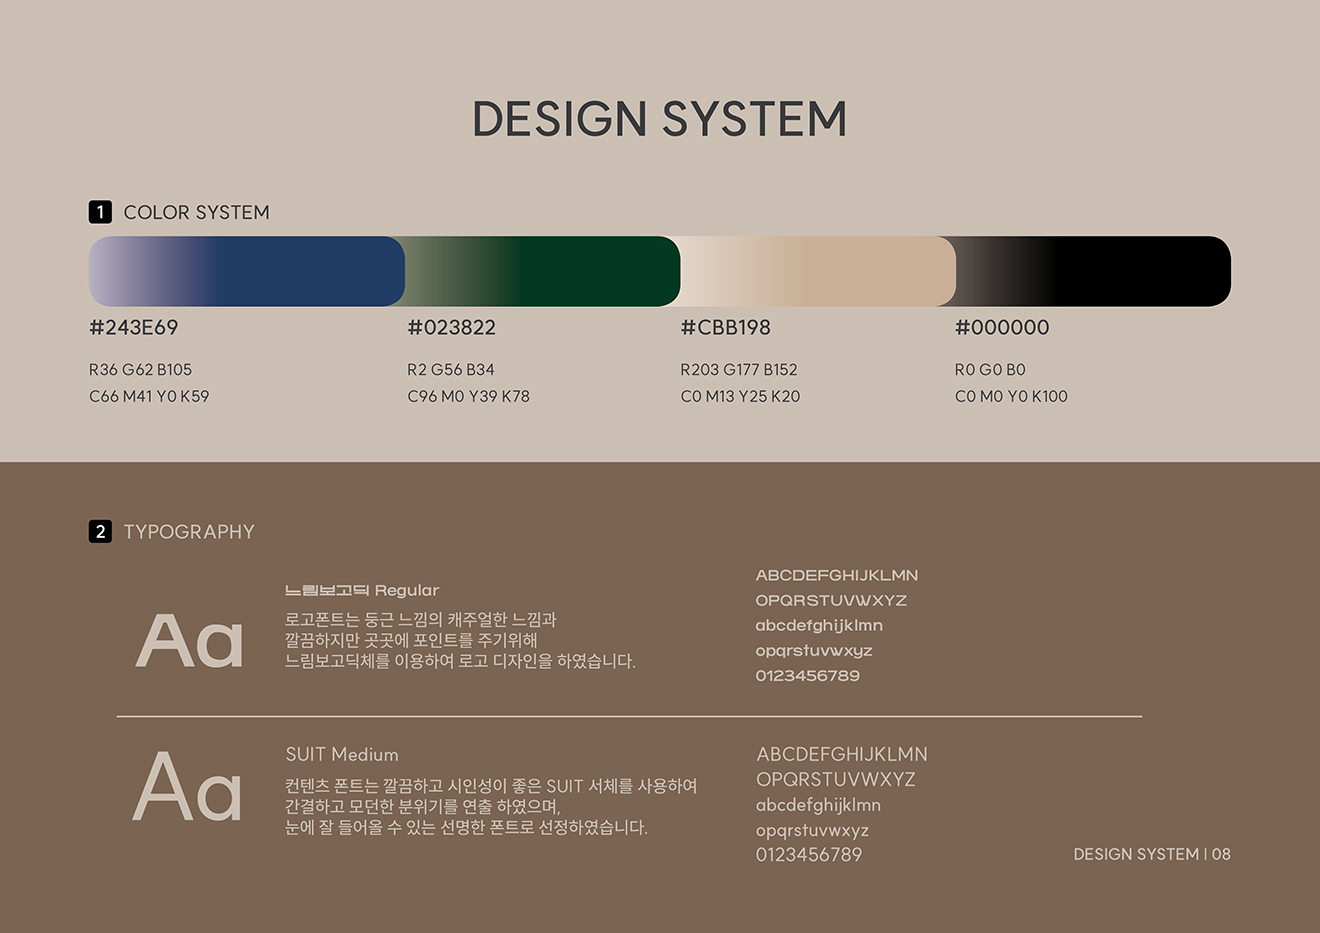 DESIGN SYSTEM
1 COLOR SYSTEM
#243E69
R36 G62 B105
C66 M41 Y0 K59
#023822
R2 G56 B34
C96 M0 Y39 K78
#CBB198
R203 G177 B152
C0 M13 Y25 K20
#000000
R0 G0 B0
C0 M0 Y0 K100
2 TYPOGRAPHY
Aa
느림보고딕 Regular
로고폰트는 둥근 느낌의 캐주얼한 느낌과
깔끔하지만 곳곳에 포인트를 주기위해
느림보고딕체를 이용하여 로고 디자인을 하였습니다.
ABCDEFGHIJKLMN
OPQRSTUVWXYZ
abcdefghijklmn
opqrstuvwxyz
0123456789
Aa
SUIT Medium
컨텐츠 폰트는 깔끔하고 시인성이 좋은 SUIT 서체를 사용하여
간결하고 모던한 분위기를 연출 하였으며,
눈에 잘 들어올 수 있는 선명한 폰트로 선정하였습니다.
ABCDEFGHIJKLMN
OPQRSTUVWXYZ
abcdefghijklmn
opqrstuvwxyz
0123456789
DESIGN SYSTEM | 08